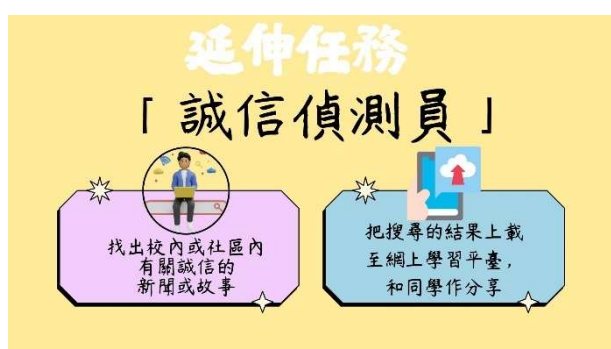 延伸任務
「誠信偵測員」
找出校內或社區內
有關誠信的
新聞或故事
把搜尋的結果上載
至網上學習平臺，
和同學作分享